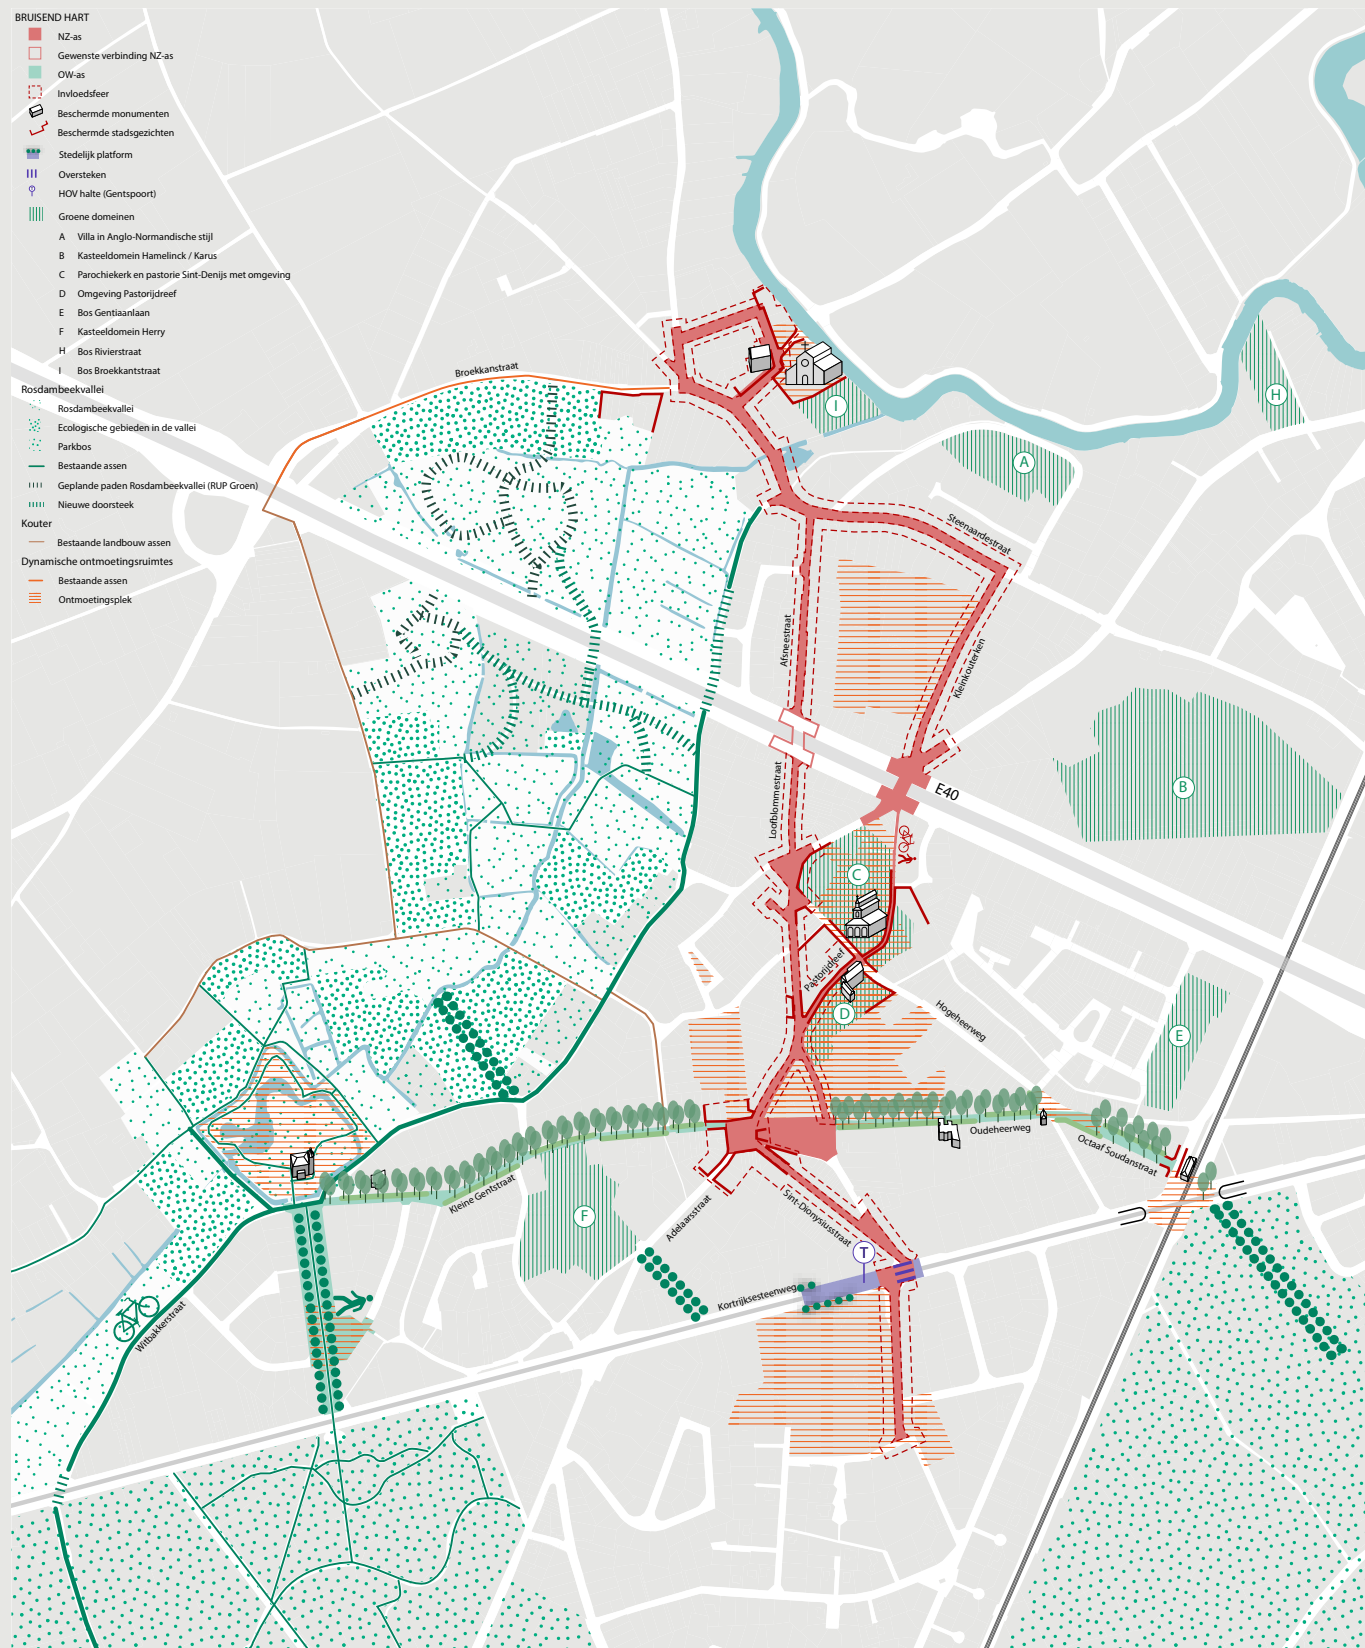 BRUISEND HART
NZ-as
Gewenste verbinding NZ-as
OW-as
Invloedsfeer
Beschermde monumenten
Beschermde stadsgezichten
Stedelijk platform
Oversteken
HOV halte (Gentspoort)
Groene domeinen
A Villa in Anglo-Normandische stijl
B Kasteeldomein Hamelinck / Karus
C Parochiekerk en pastorie Sint-Denijs met omgeving
D Omgeving Pastorijdreef
E Bos Gentiaanlaan
F Kasteeldomein Herry
H Bos Rivierstraat
I Bos Broekkantstraat
Rosdambeekvallei
Rosdambeekvallei
Ecologische gebieden in de vallei
Parkbos
Bestaande assen
Geplande paden Rosdambeekvallei (RUP Groen)
Nieuwe doorsteek
Kouter
Bestaande landbouw assen
Dynamische ontmoetingsruimtes
Bestaande assen
Ontmoetingsplek
Broekkanstraat
I
H
A
Steenaardestraat
Afsneestraat
Kleinkouterken
B
E40
Loofblommestraat
C
Pastorijdreef
D
Hogeheerweg
E
Oudeheerweg
Octaaf Soudanstraat
Kleine Gentstraat
F
Adelaarsstraat
Sint-Dionysiusstraat
T
Kortrijksesteenweg
Witbakkerstraat